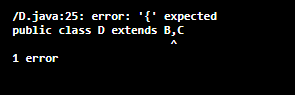 /D.java:25: error: '{' expected
public class D extends B,C
^
1 error